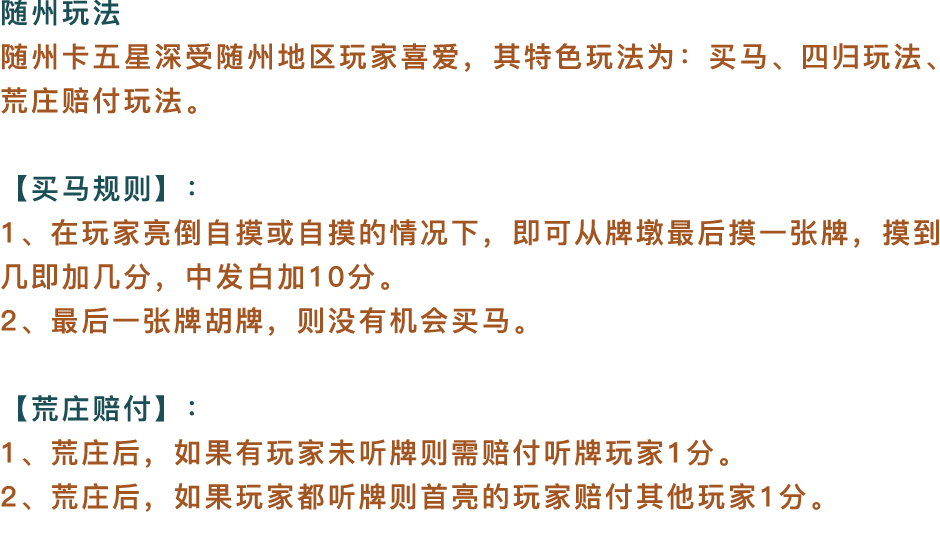 随州玩法
随州卡五星深受随州地区玩家喜爱，其特色玩法为：买马、四归玩法、
荒庄赔付玩法。
【买马规则】：
1、在玩家亮倒自摸或自摸的情况下，即可从牌墩最后摸一张牌，摸到
几即加几分，中发白加10分。
2、最后一张牌胡牌，则没有机会买马。
【荒庄赔付】：
1、荒庄后，如果有玩家未听牌则需赔付听牌玩家1分。
2、荒庄后，如果玩家都听牌则首亮的玩家赔付其他玩家1分。